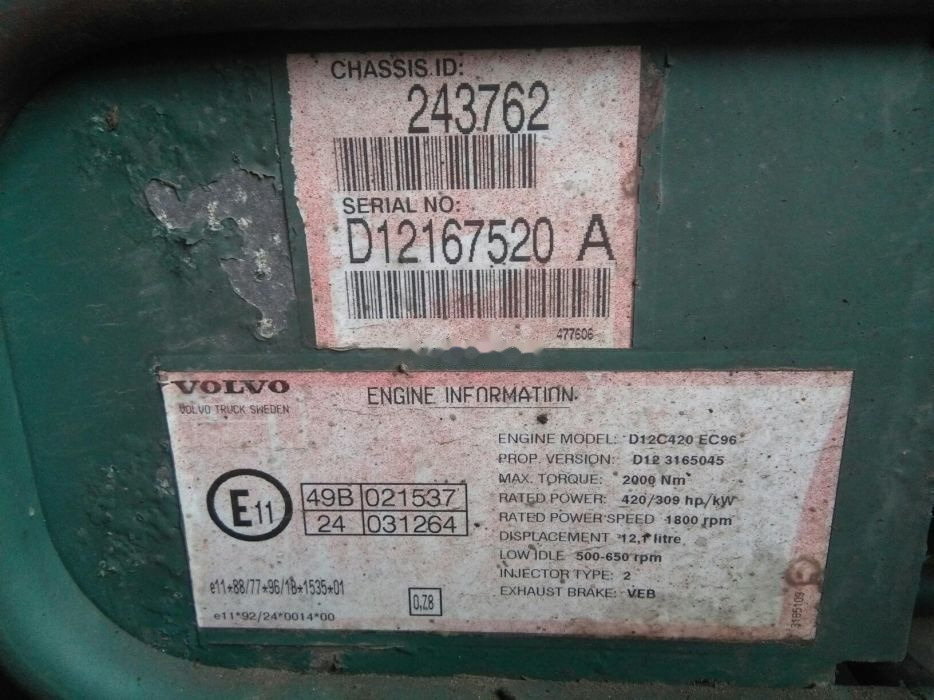 CHASSIS ID:
243762
SERIAL NO:
D12167520 A
477606
VOLVO
VOLVO TRUCK SWEDEN
ENGINE INFORMATION
E11
49B 021537
24 031264
e11*88/77*96/1B*1535*01
e11*92/24*0014*00
0,78
ENGINE MODEL: D12C420 EC96
PROP. VERSION: D12 3165045
MAX. TORQUE: 2000 Nm
RATED POWER: 420/309 hp/kW
RATED POWER SPEED 1800 rpm
DISPLACEMENT 12,1 litre
LOW IDLE 500-650 rpm
INJECTOR TYPE: 2
EXHAUST BRAKE: VEB